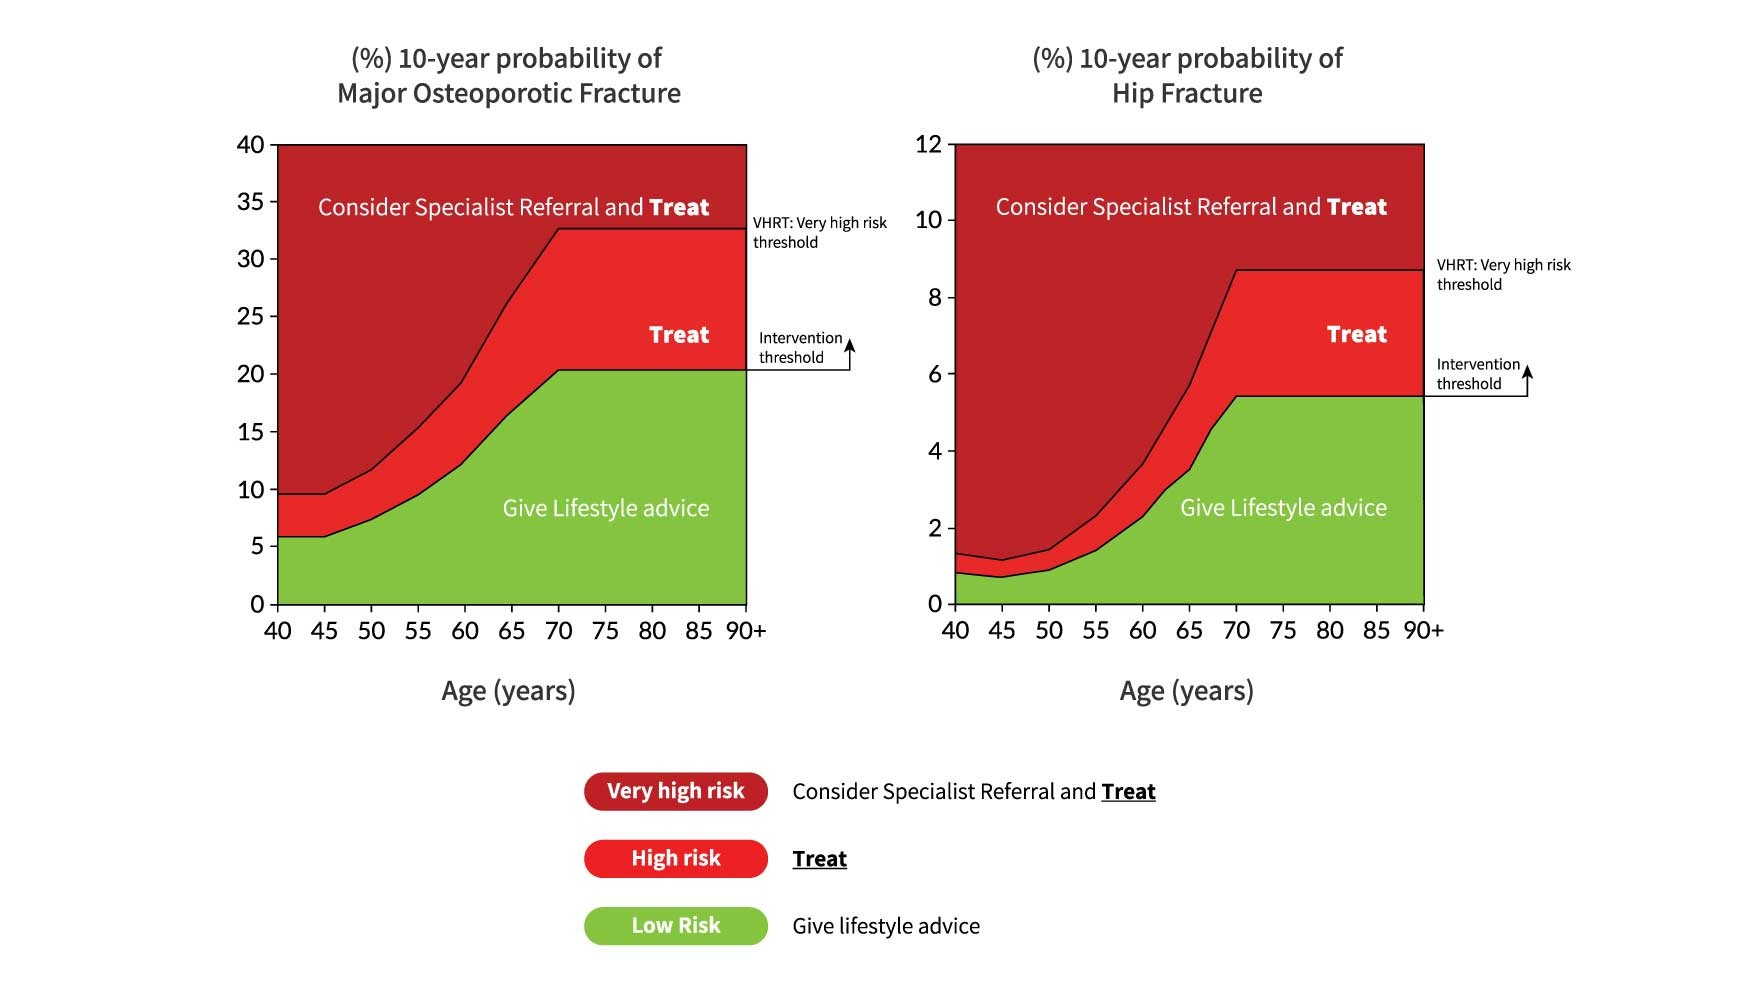 (%) 10-year probability of
Major Osteoporotic Fracture
40
35
30
25
20
15
10
5
0
Consider Specialist Referral and Treat
Treat
Give Lifestyle advice
VHRT: Very high risk
threshold
Intervention
threshold
40 45 50 55 60 65 70 75 80 85 90+
Age (years)
(%) 10-year probability of
Hip Fracture
12
10
8
6
4
2
0
Consider Specialist Referral and Treat
Treat
Give Lifestyle advice
VHRT: Very high risk
threshold
Intervention
threshold
40 45 50 55 60 65 70 75 80 85 90+
Age (years)
Very high risk Consider Specialist Referral and Treat
High risk Treat
Low Risk Give lifestyle advice